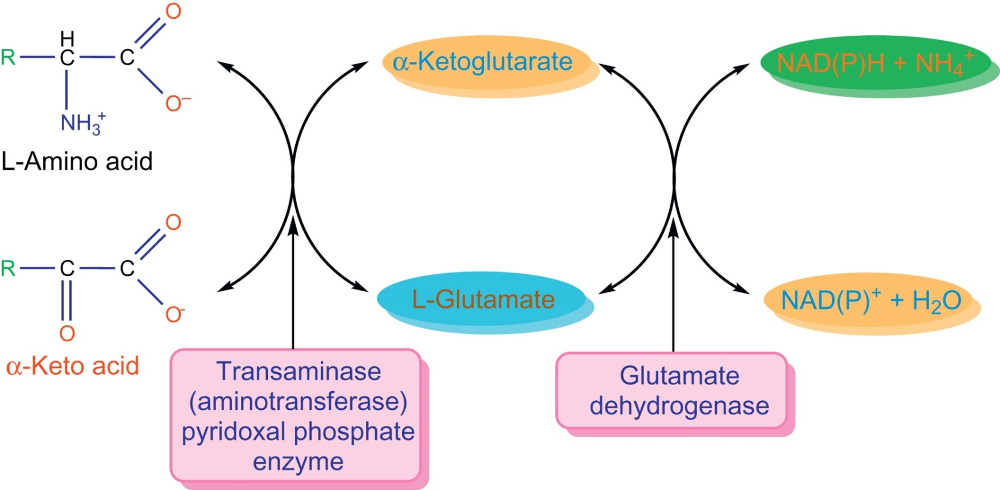 O
H
R C C
O⁻
NH₃⁺
L-Amino acid
O
R C C
O⁻
O
α-Keto acid
α-Ketoglutarate
L-Glutamate
NAD(P)H + NH₄⁺
NAD(P)⁺ + H₂O
Transaminase
(aminotransferase)
pyridoxal phosphate
enzyme
Glutamate
dehydrogenase